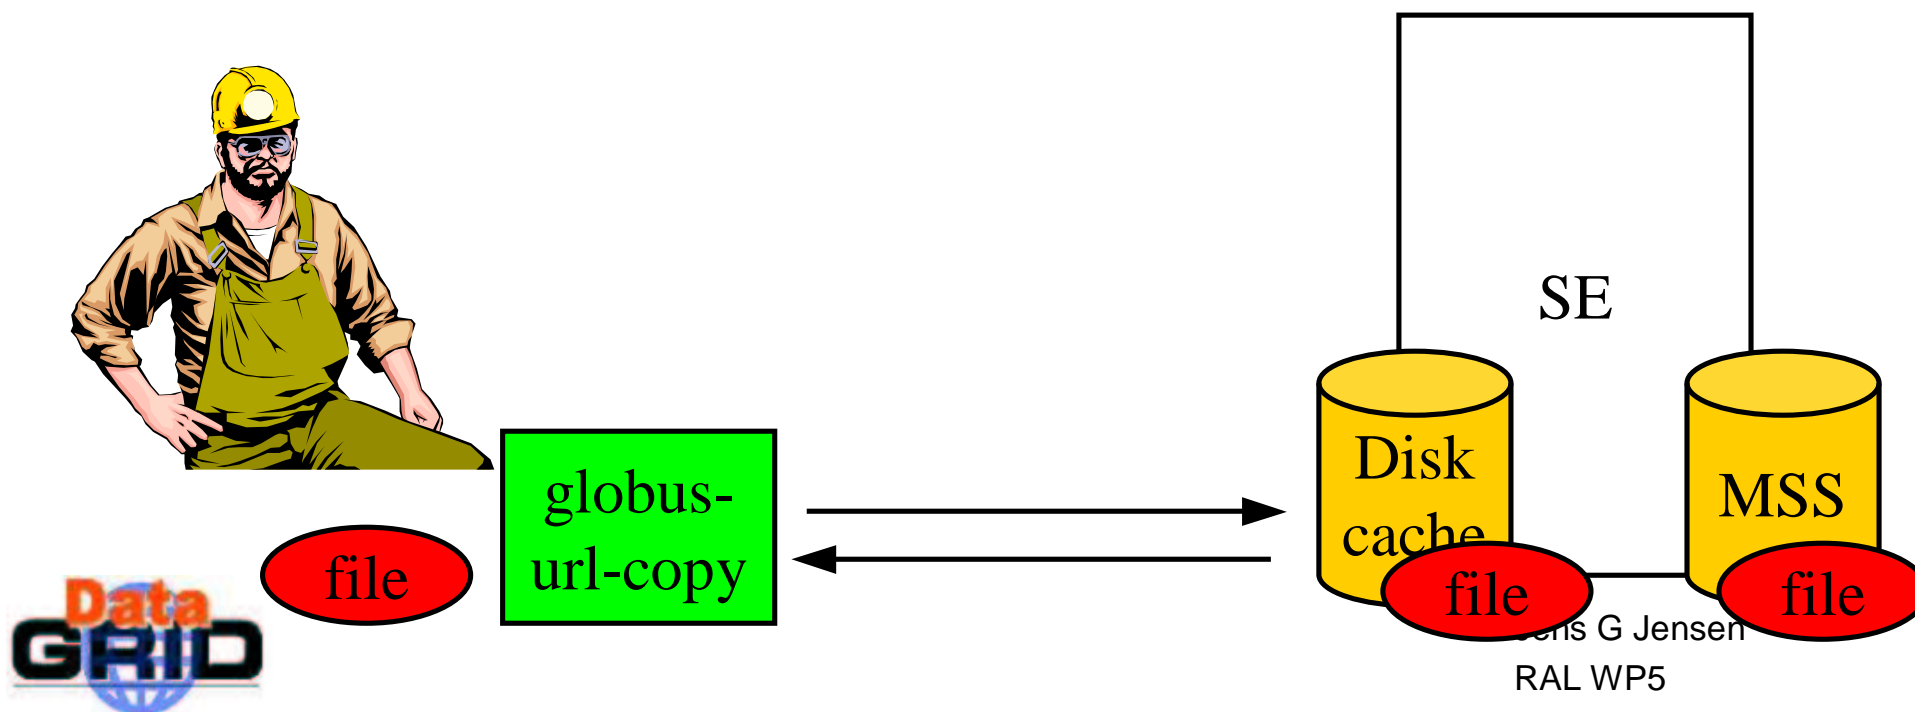 SE
Disk
cache
MSS
globus-
url-copy
file
file
file
Data
GRID
G Jensen
RAL WP5